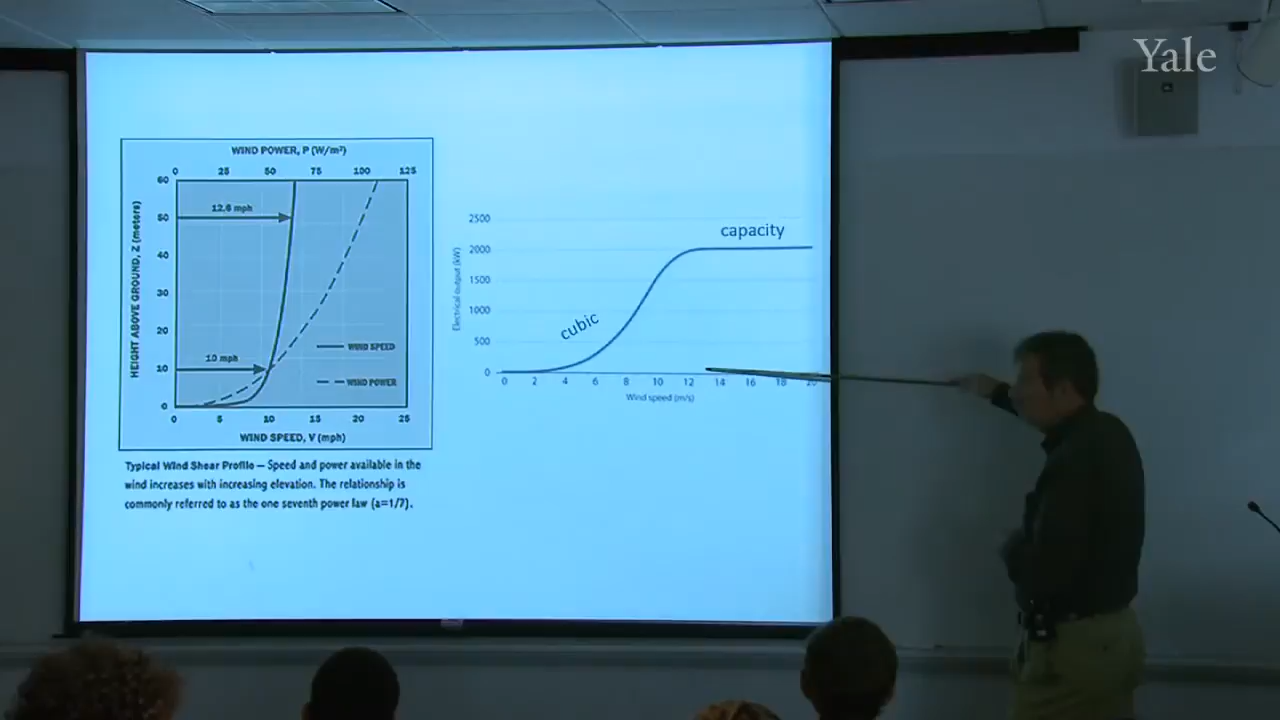 Yale
WIND POWER, P (W/m²)
0 25 50 75 100 125
HEIGHT ABOVE GROUND, Z (meters)
60
50
40
30
20
10
0
12.6 mph
10 mph
WIND SPEED
WIND POWER
0 5 10 15 20 25
WIND SPEED, V (mph)
Typical Wind Shear Profile — Speed and power available in the
wind increases with increasing elevation. The relationship is
commonly referred to as the one seventh power law (a=1/7).
Electrical output (kW)
2500
2000
1500
1000
500
0
capacity
cubic
0 2 4 6 8 10 12 14 16 18 20
Wind speed (m/s)